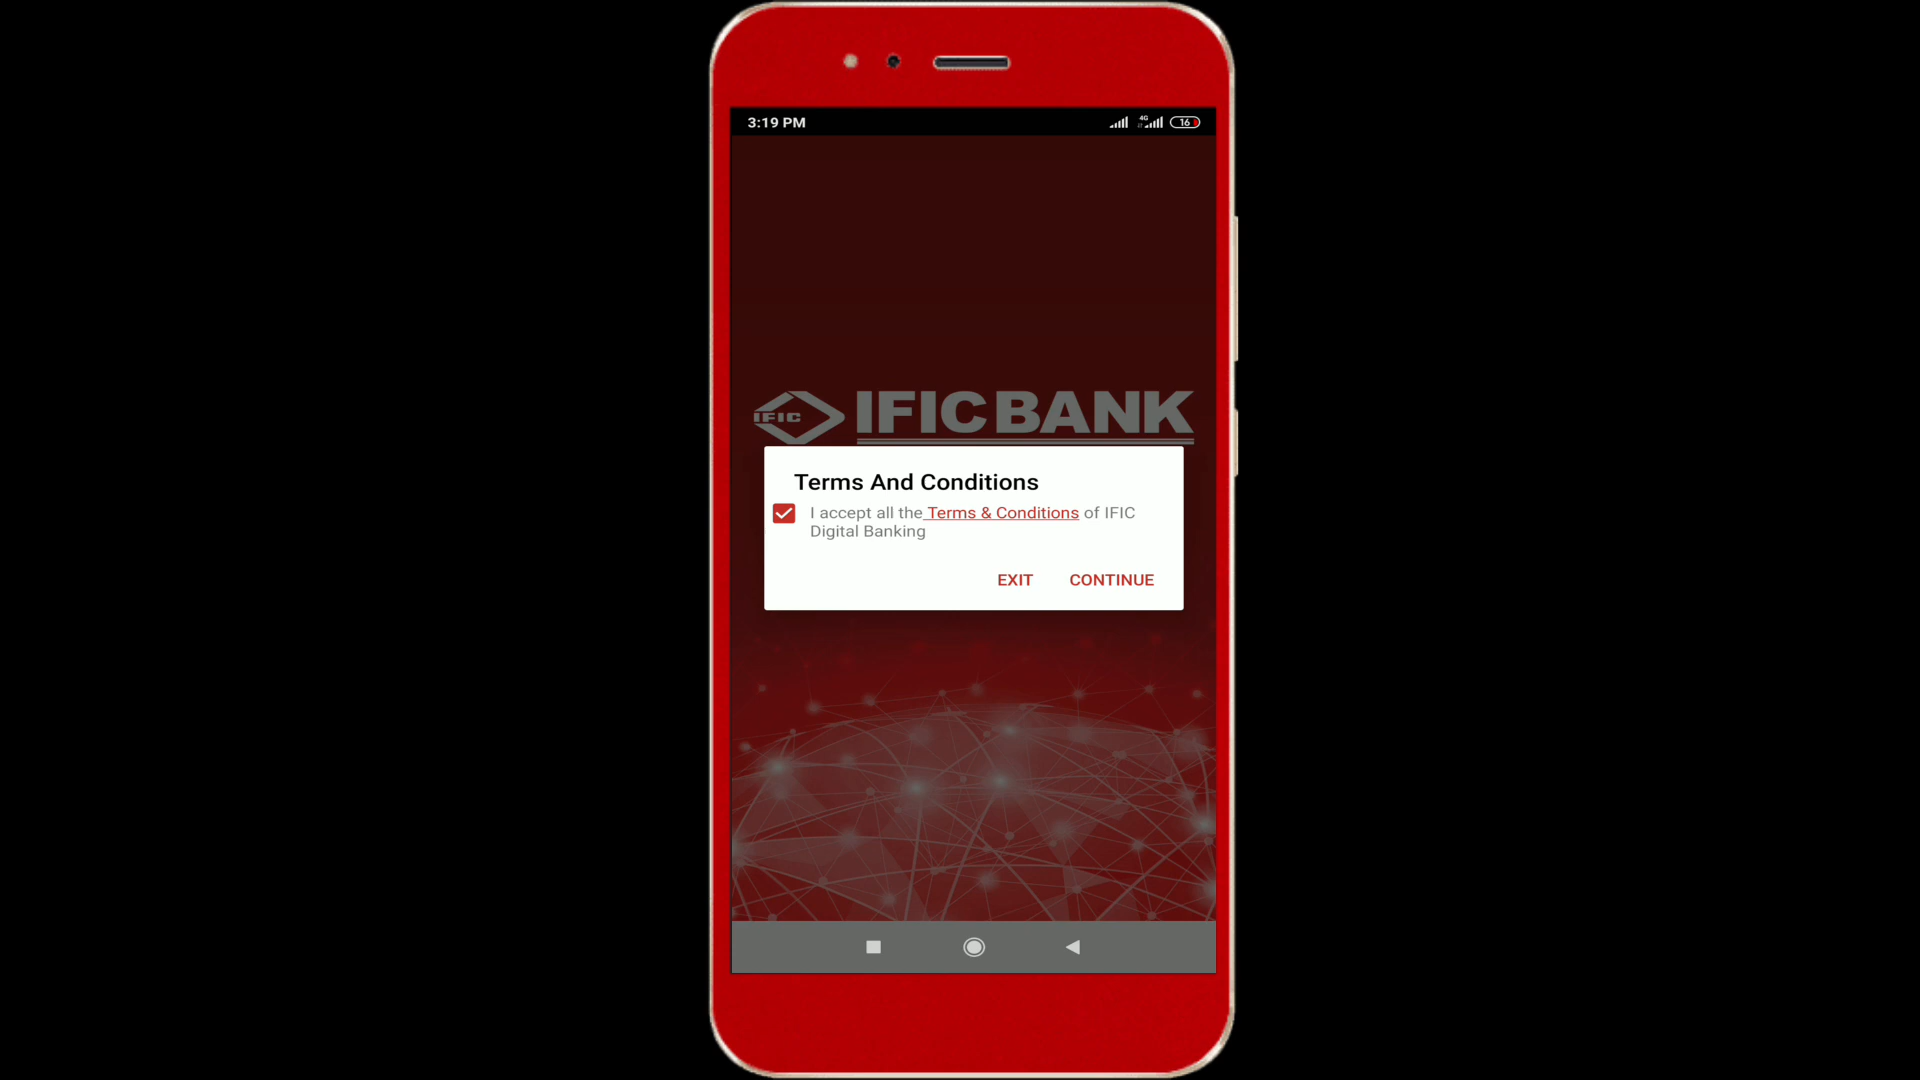 3:19 PM
4G
16
IFIC
IFIC BANK
Terms And Conditions
I accept all the Terms & Conditions of IFIC
Digital Banking
EXIT CONTINUE